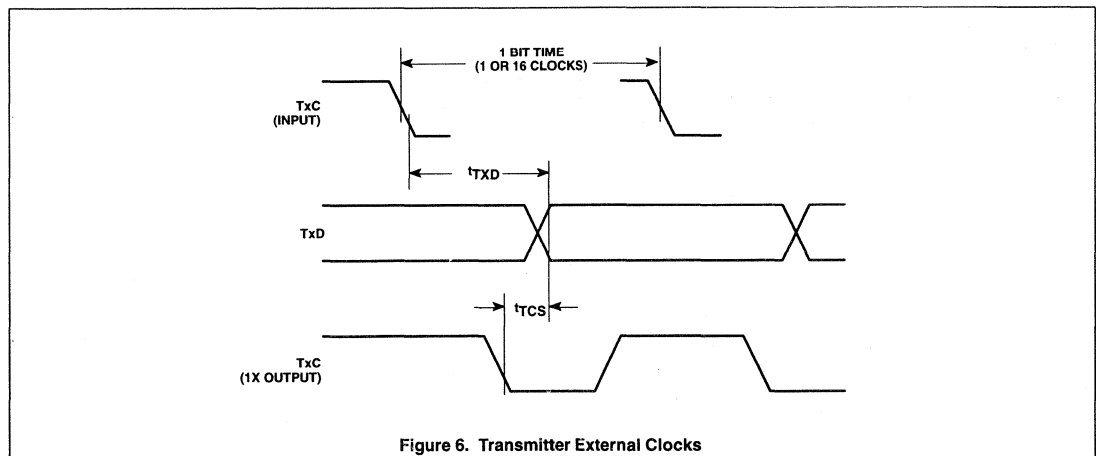 1 BIT TIME
(1 OR 16 CLOCKS)
TxC
(INPUT)
tTXD
TxD
tTCS
TxC
(1X OUTPUT)
Figure 6. Transmitter External Clocks